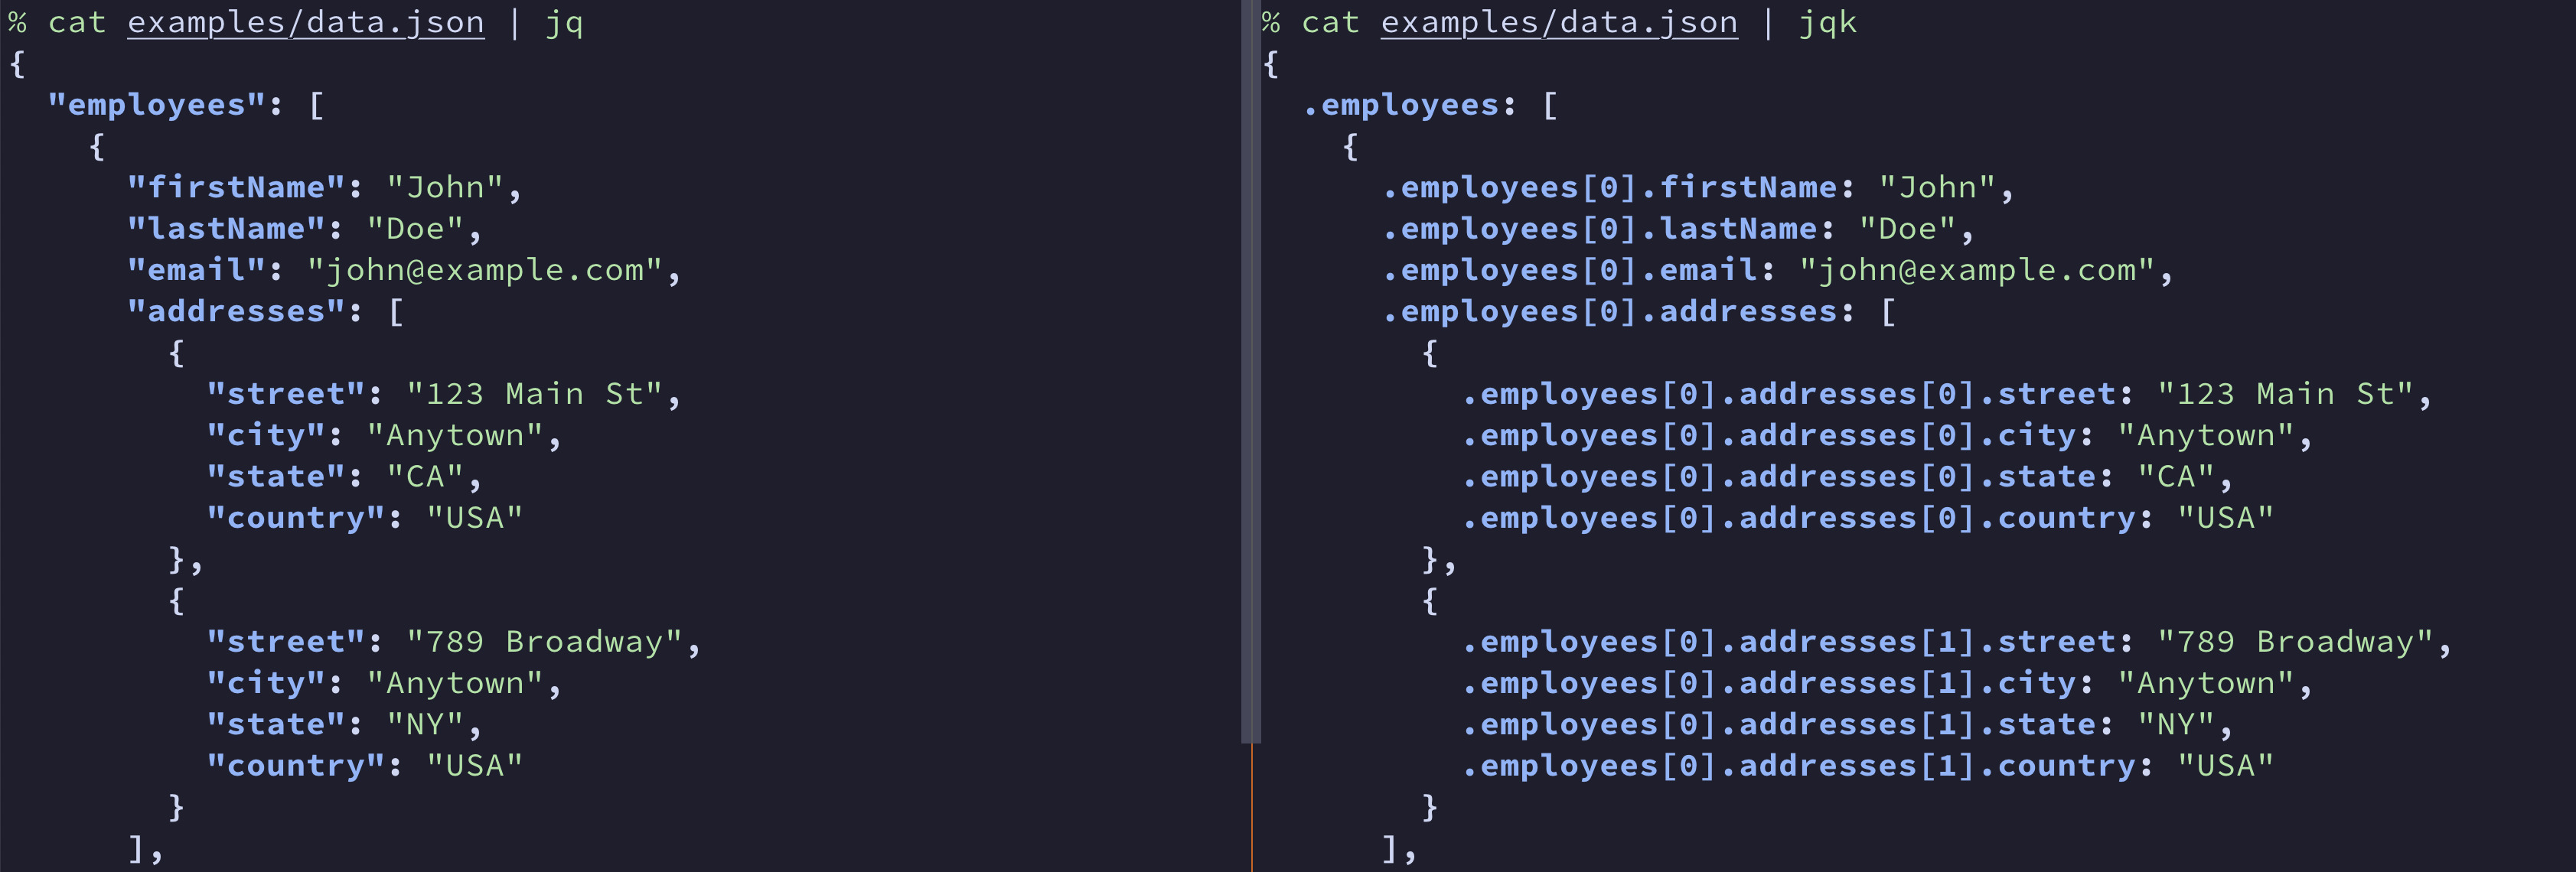 % cat examples/data.json | jq
{
  "employees": [
    {
      "firstName": "John",
      "lastName": "Doe",
      "email": "john@example.com",
      "addresses": [
        {
          "street": "123 Main St",
          "city": "Anytown",
          "state": "CA",
          "country": "USA"
        },
        {
          "street": "789 Broadway",
          "city": "Anytown",
          "state": "NY",
          "country": "USA"
        }
      ],
% cat examples/data.json | jqk
{
  .employees: [
    {
      .employees[0].firstName: "John",
      .employees[0].lastName: "Doe",
      .employees[0].email: "john@example.com",
      .employees[0].addresses: [
        {
          .employees[0].addresses[0].street: "123 Main St",
          .employees[0].addresses[0].city: "Anytown",
          .employees[0].addresses[0].state: "CA",
          .employees[0].addresses[0].country: "USA"
        },
        {
          .employees[0].addresses[1].street: "789 Broadway",
          .employees[0].addresses[1].city: "Anytown",
          .employees[0].addresses[1].state: "NY",
          .employees[0].addresses[1].country: "USA"
        }
      ],